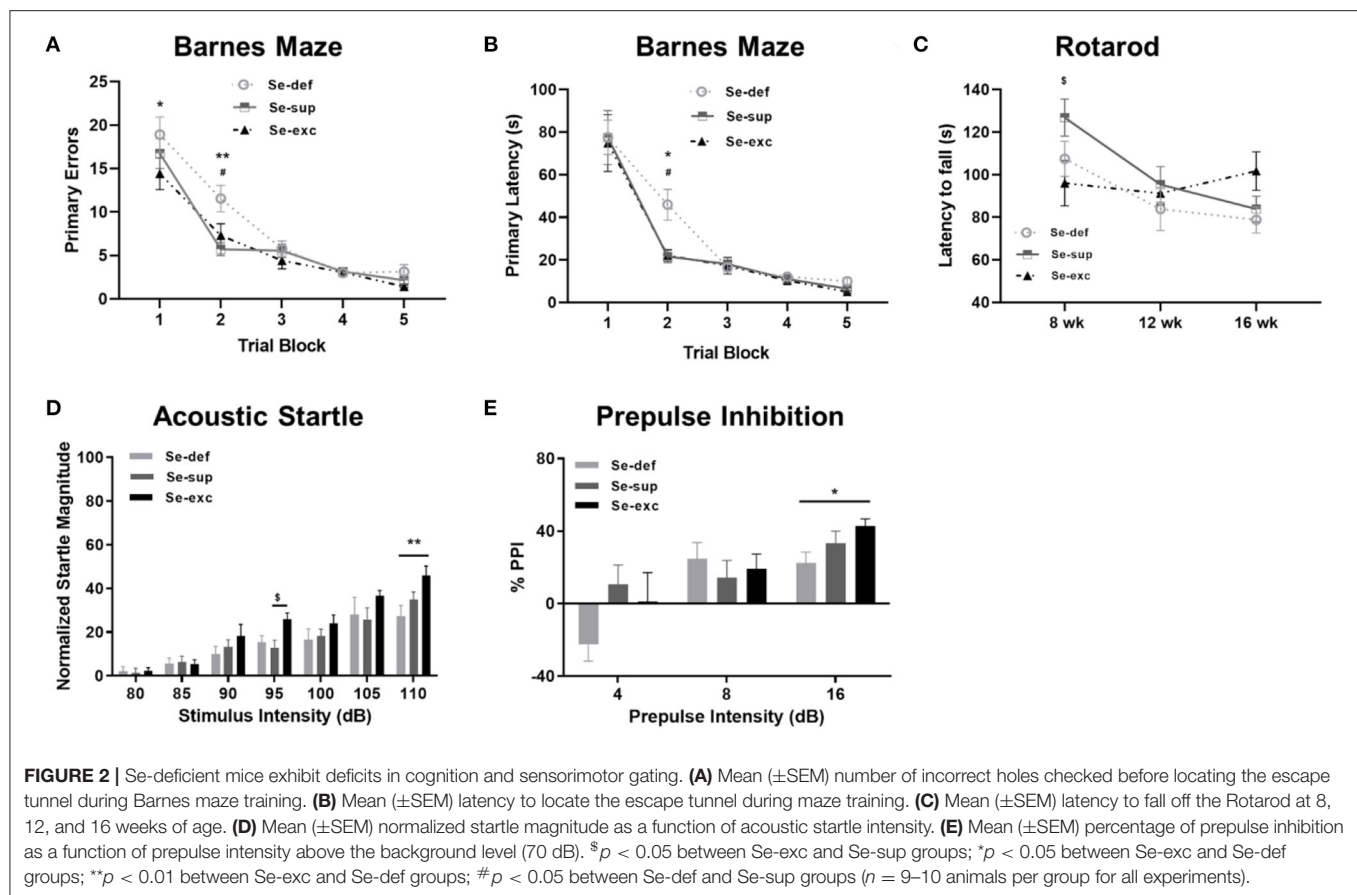 A Barnes Maze
Primary Errors
25
20
15
10
5
0
Se-def
Se-sup
Se-exc
*
**
#
1 2 3 4 5
Trial Block
B Barnes Maze
Primary Latency (s)
100
80
60
40
20
0
Se-def
Se-sup
Se-exc
*
#
1 2 3 4 5
Trial Block
C Rotarod
Latency to fall (s)
140
120
100
80
60
40
$
Se-def
Se-sup
Se-exc
8 wk 12 wk 16 wk
D Acoustic Startle
Normalized Startle Magnitude
100
80
60
40
20
0
Se-def
Se-sup
Se-exc
$
**
80 85 90 95 100 105 110
Stimulus Intensity (dB)
E Prepulse Inhibition
% PPI
80
40
0
-40
Se-def
Se-sup
Se-exc
*
4 8 16
Prepulse Intensity (dB)
FIGURE 2 | Se-deficient mice exhibit deficits in cognition and sensorimotor gating. (A) Mean (±SEM) number of incorrect holes checked before locating the escape
tunnel during Barnes maze training. (B) Mean (±SEM) latency to locate the escape tunnel during maze training. (C) Mean (±SEM) latency to fall off the Rotarod at 8,
12, and 16 weeks of age. (D) Mean (±SEM) normalized startle magnitude as a function of acoustic startle intensity. (E) Mean (±SEM) percentage of prepulse inhibition
as a function of prepulse intensity above the background level (70 dB). $p < 0.05 between Se-exc and Se-sup groups; *p < 0.05 between Se-exc and Se-def
groups; **p < 0.01 between Se-exc and Se-def groups; #p < 0.05 between Se-def and Se-sup groups (n = 9–10 animals per group for all experiments).